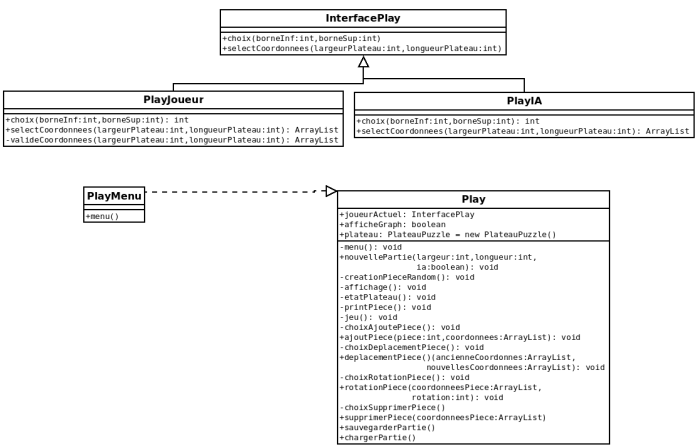 InterfacePlay
+choix(borneInf:int,borneSup:int)
+selectCoordonnees(largeurPlateau:int,longueurPlateau:int)
PlayJoueur
+choix(borneInf:int,borneSup:int): int
+selectCoordonnees(largeurPlateau:int,longueurPlateau:int): ArrayList
-valideCoordonnees(largeurPlateau:int,longueurPlateau:int): ArrayList
PlayIA
+choix(borneInf:int,borneSup:int): int
+selectCoordonnees(largeurPlateau:int,longueurPlateau:int): ArrayList
PlayMenu
+menu()
Play
+joueurActuel: InterfacePlay
+afficheGraph: boolean
+plateau: PlateauPuzzle = new PlateauPuzzle()
-menu(): void
+nouvellePartie(largeur:int,longueur:int,
ia:boolean): void
-creationPieceRandom(): void
-affichage(): void
-etatPlateau(): void
-printPiece(): void
-jeu(): void
-choixAjoutePiece(): void
+ajoutPiece(piece:int,coordonnees:ArrayList): void
-choixDeplacementPiece(): void
+deplacementPiece()(ancienneCoordonnes:ArrayList,
nouvellesCoordonnees:ArrayList): void
-choixRotationPiece(): void
+rotationPiece(coordonneesPiece:ArrayList,
rotation:int): void
-choixSupprimerPiece()
+supprimerPiece(coordonneesPiece:ArrayList)
+sauvegarderPartie()
+chargerPartie()